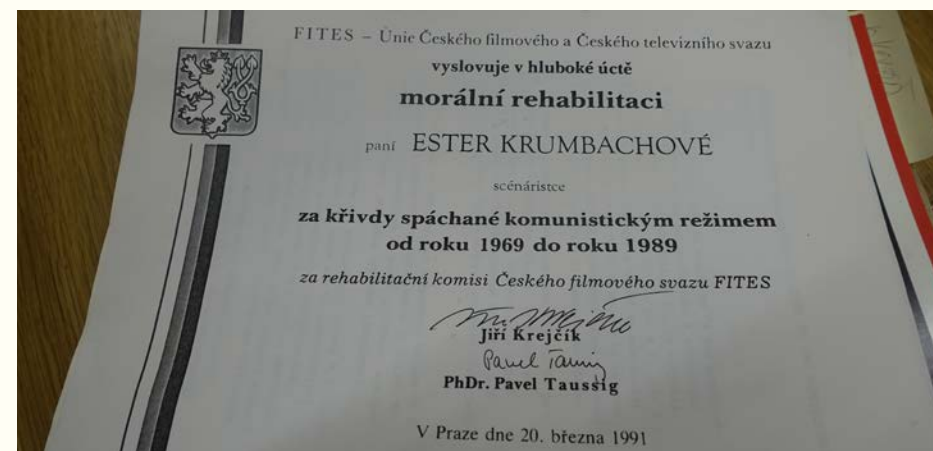 FITES – Unie Českého filmového a Českého televizního svazu
vyslovuje v hluboké úctě
morální rehabilitaci
paní ESTER KRUMBACHOVÉ
scénáristce
za křivdy spáchané komunistickým režimem
od roku 1969 do roku 1989
za rehabilitační komisi Českého filmového svazu FITES
Jiří Krejčík
Pavel Taussig
PhDr. Pavel Taussig
V Praze dne 20. března 1991